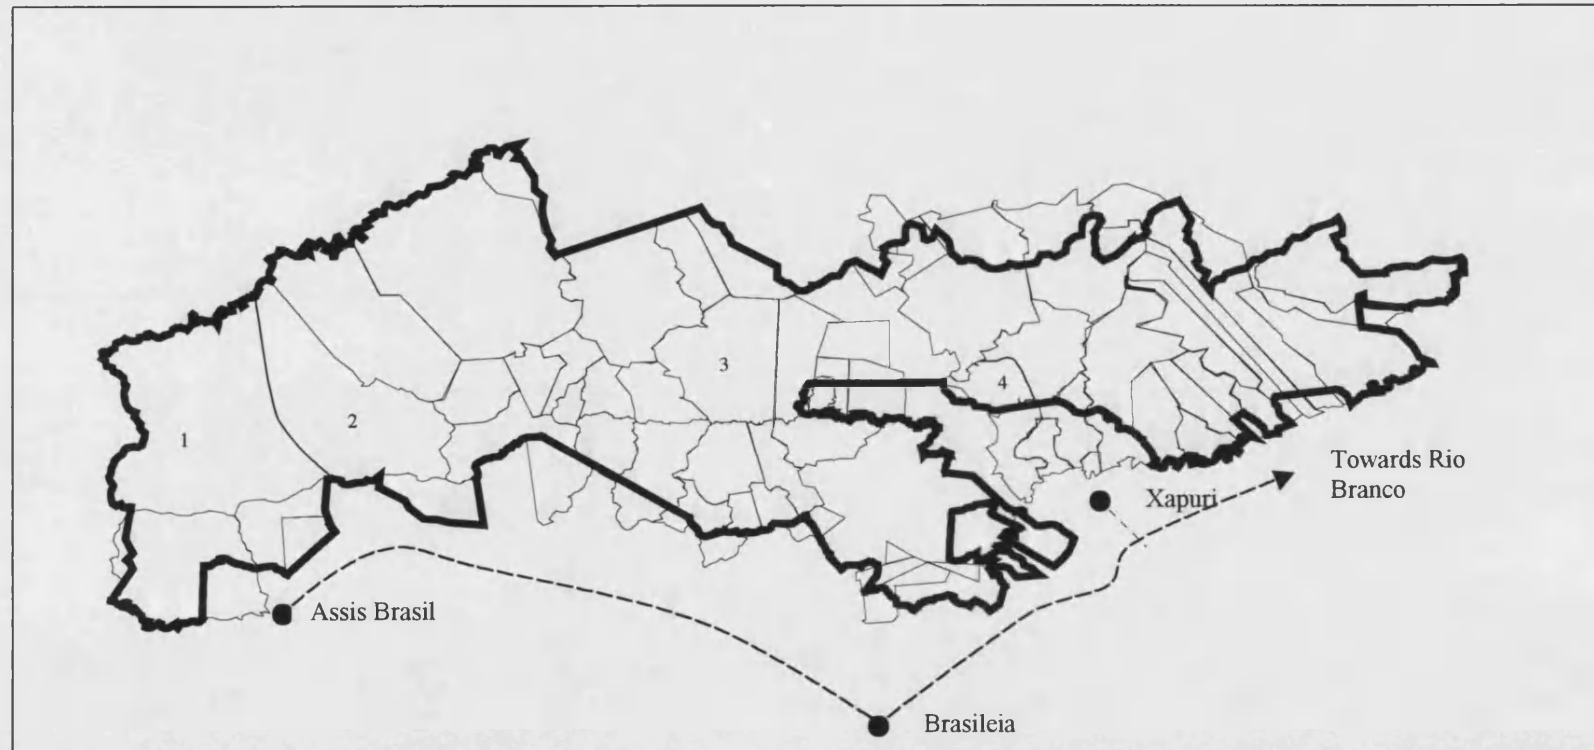 3
4
1
2
Towards Rio
Branco
Xapuri
Assis Brasil
Brasileia